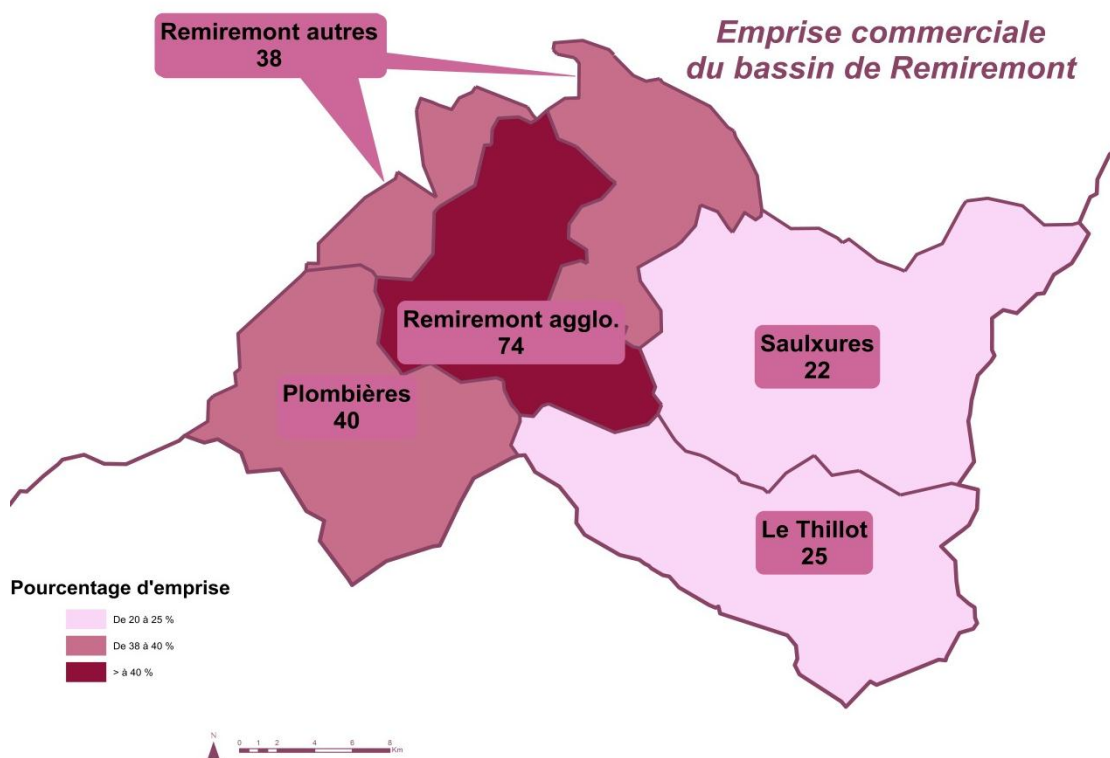 Emprise commerciale
du bassin de Remiremont
Remiremont autres
38
Remiremont agglo.
74
Saulxures
22
Plombières
40
Le Thillot
25
Pourcentage d'emprise
De 20 à 25 %
De 38 à 40 %
> à 40 %
N
0 1 2 4 6 8
Km